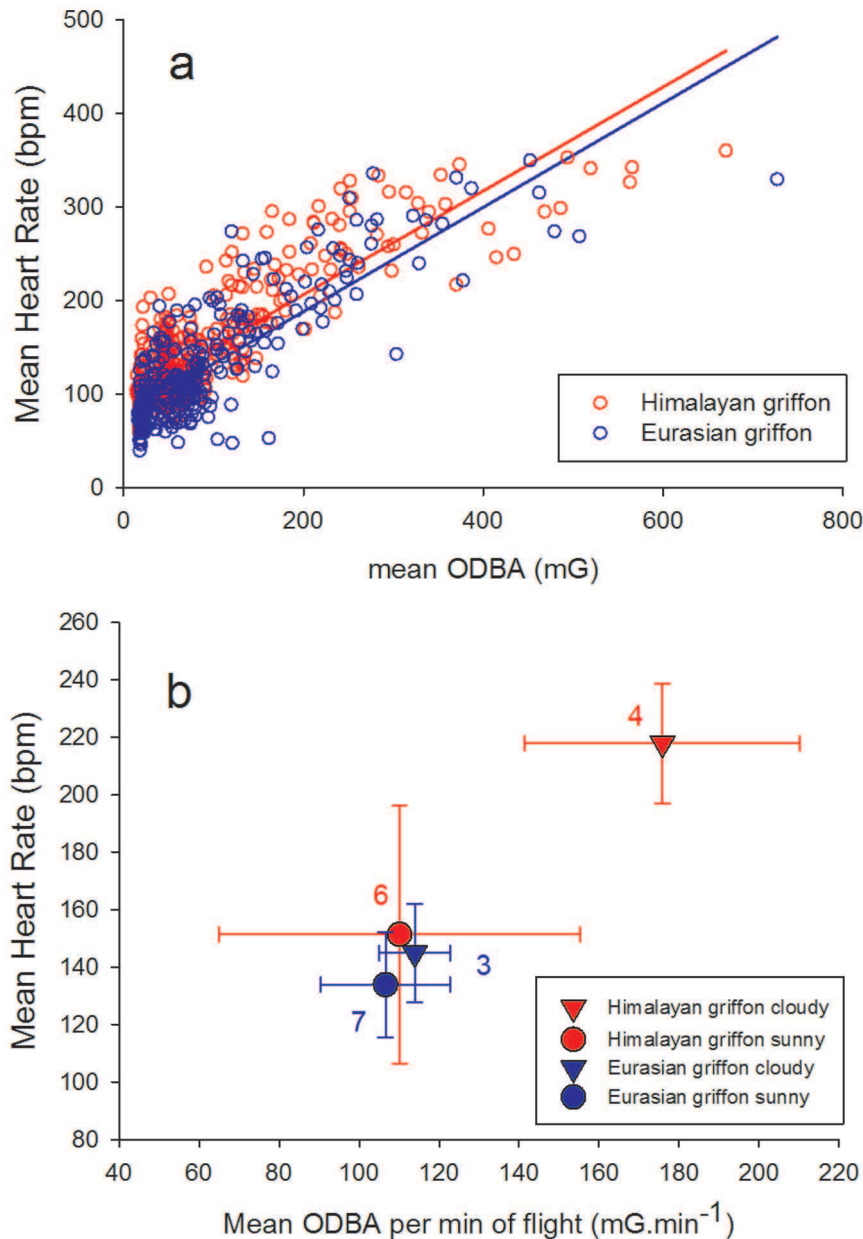 500
a
400
300
200
100
0
Mean Heart Rate (bpm)
Himalayan griffon
Eurasian griffon
0 200 400 600 800
mean ODBA (mG)
260
b
240
220
200
180
160
140
120
100
80
Mean Heart Rate (bpm)
4
6
3
7
Himalayan griffon cloudy
Himalayan griffon sunny
Eurasian griffon cloudy
Eurasian griffon sunny
40 60 80 100 120 140 160 180 200 220
Mean ODBA per min of flight (mG.min⁻¹)